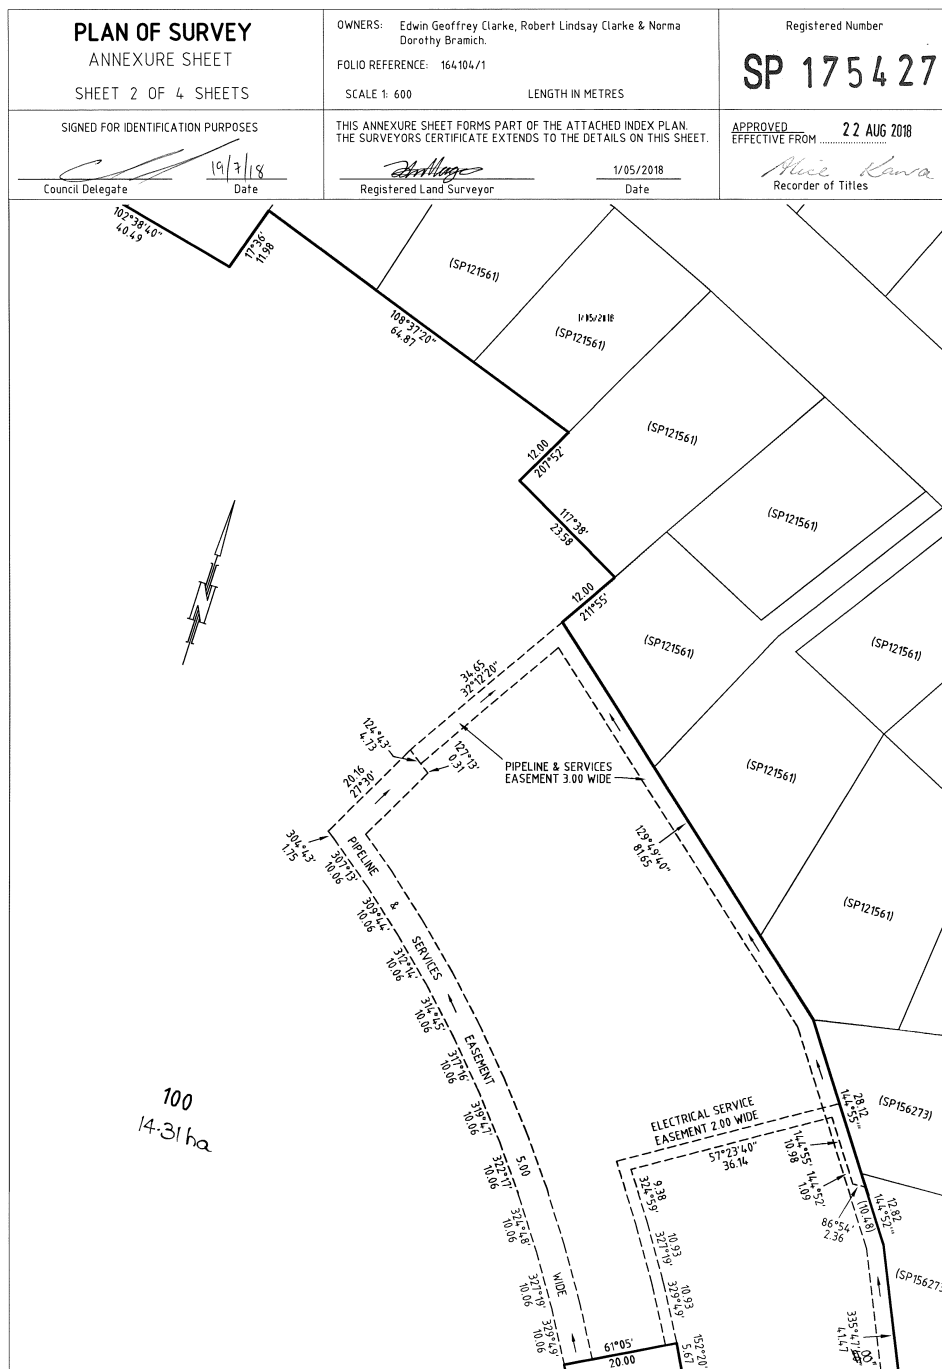 PLAN OF SURVEY
ANNEXURE SHEET
SHEET 2 OF 4 SHEETS
OWNERS: Edwin Geoffrey Clarke, Robert Lindsay Clarke & Norma
Dorothy Bramich.
FOLIO REFERENCE: 164104/1
SCALE 1: 600 LENGTH IN METRES
Registered Number
SP 175427
SIGNED FOR IDENTIFICATION PURPOSES
19/7/18
Council Delegate Date
THIS ANNEXURE SHEET FORMS PART OF THE ATTACHED INDEX PLAN.
THE SURVEYORS CERTIFICATE EXTENDS TO THE DETAILS ON THIS SHEET.
1/05/2018
Registered Land Surveyor Date
APPROVED
EFFECTIVE FROM 22 AUG 2018
Alice Kawa
Recorder of Titles
102°38'40"
40.49
17°36'
11.98
(SP121561)
108°37'20"
64.87
1/05/2018
(SP121561)
(SP121561)
12.00
207°52'
117°38'
23.58
(SP121561)
12.00
211°55'
(SP121561)
(SP121561)
34.65
32°12'20"
124°43'
4.73
127°13'
0.31
PIPELINE & SERVICES
EASEMENT 3.00 WIDE
(SP121561)
20.16
27°30'
304°43'
1.75
PIPELINE
&
SERVICES
EASEMENT
5.00
WIDE
307°13'
10.06
129°49'40"
81.65
309°44'
10.06
(SP121561)
312°14'
10.06
314°45'
10.06
317°16'
10.06
319°47'
10.06
322°17'
10.06
324°48'
10.06
327°19'
10.06
329°49'
10.06
100
14.31ha
ELECTRICAL SERVICE
EASEMENT 2.00 WIDE
57°23'40"
36.14
28.12
144°55'"
(SP156273)
144°55'
10.98
144°52'
1.09
9.38
324°59'
86°54'
2.36
(10.48)
12.82
144°52'"
10.93
327°19'
10.93
329°49'
(SP156273
61°05'
20.00
152°20'
5.67
335°47'
41.47